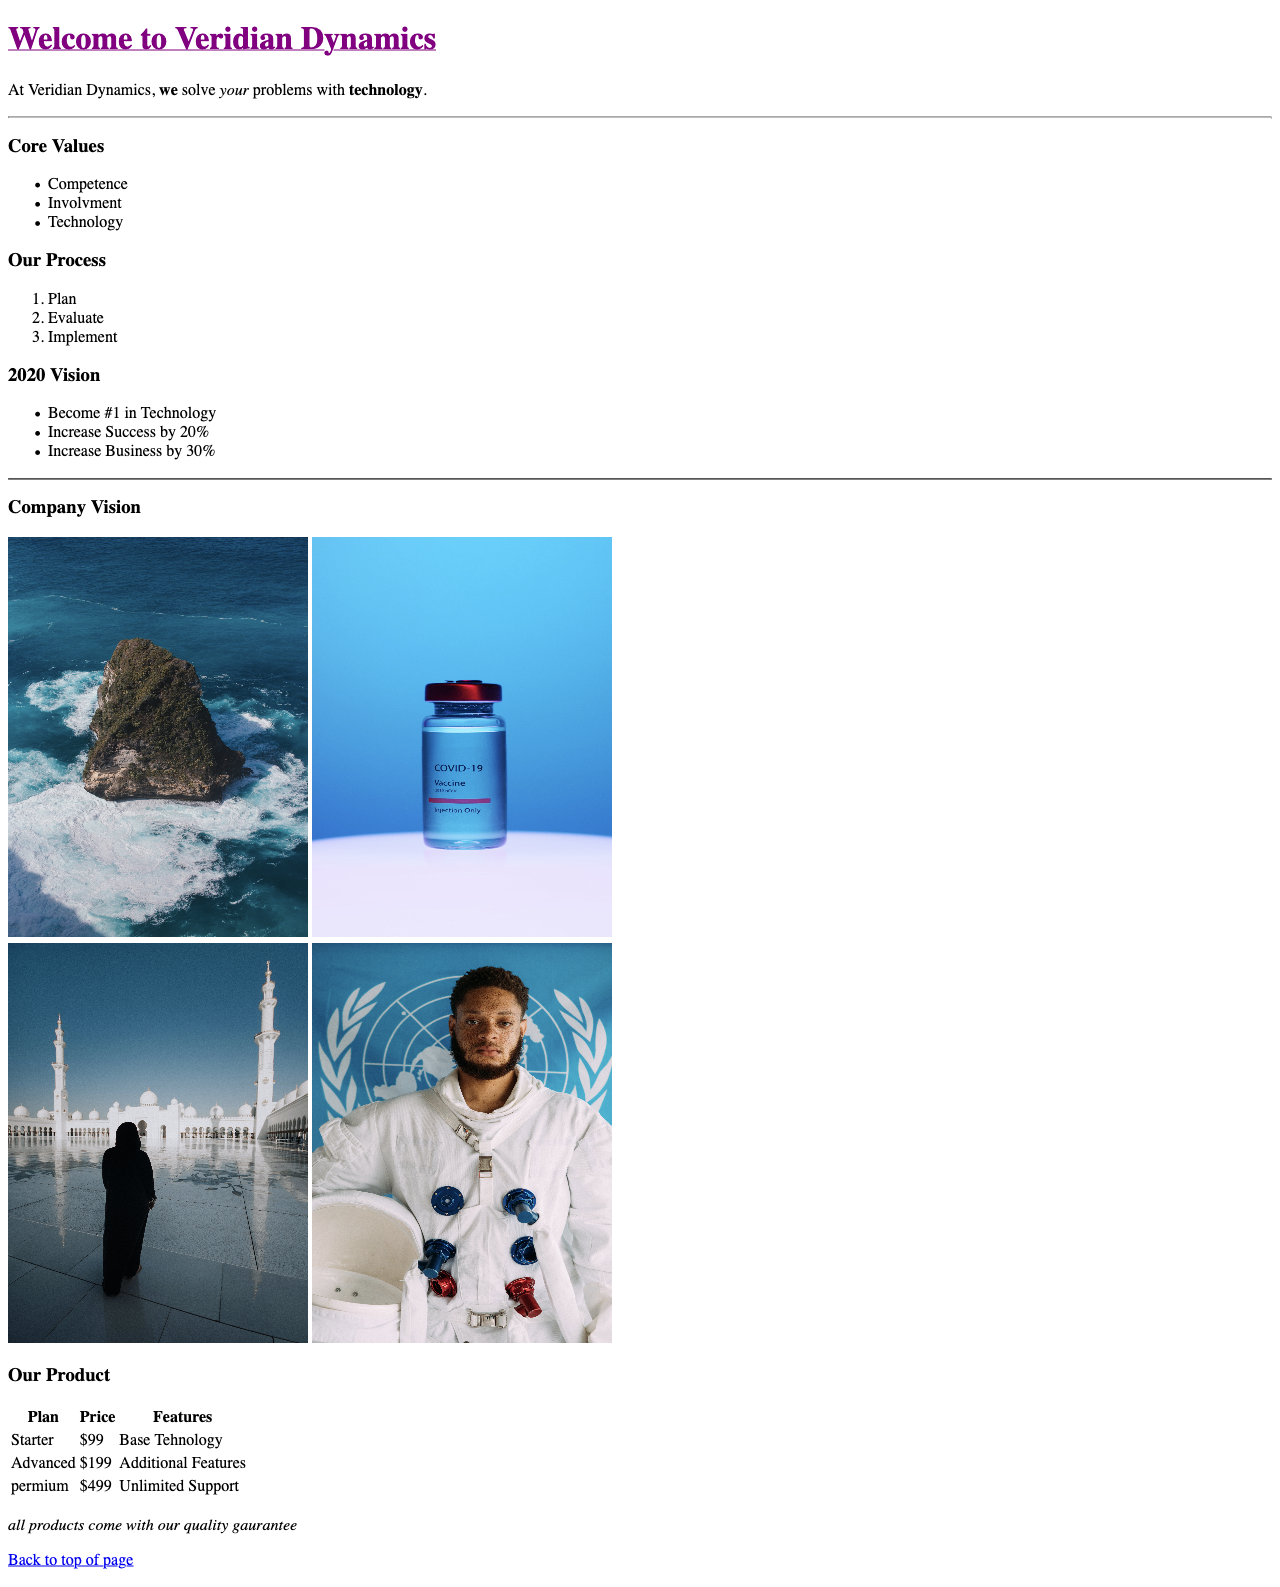 Welcome to Veridian Dynamics
At Veridian Dynamics, we solve your problems with technology.
Core Values
• Competence
• Involvment
• Technology
Our Process
1. Plan
2. Evaluate
3. Implement
2020 Vision
• Become #1 in Technology
• Increase Success by 20%
• Increase Business by 30%
Company Vision
COVID-19
Vaccine
Injection Only
Our Product
Plan Price Features
Starter $99 Base Tehnology
Advanced $199 Additional Features
permium $499 Unlimited Support
all products come with our quality gaurantee
Back to top of page